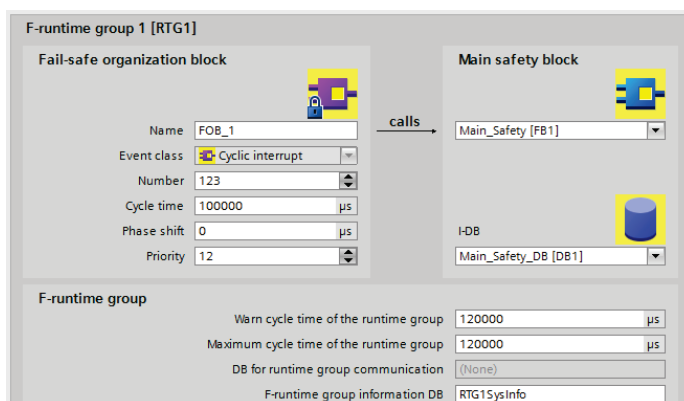 F-runtime group 1 [RTG1]
Fail-safe organization block
Main safety block
calls
Name FOB_1
Main_Safety [FB1]
Event class Cyclic interrupt
Number 123
Cycle time 100000 µs
Phase shift 0 µs
I-DB
Priority 12
Main_Safety_DB [DB1]
F-runtime group
Warn cycle time of the runtime group 120000 µs
Maximum cycle time of the runtime group 120000 µs
DB for runtime group communication (None)
F-runtime group information DB RTG1SysInfo